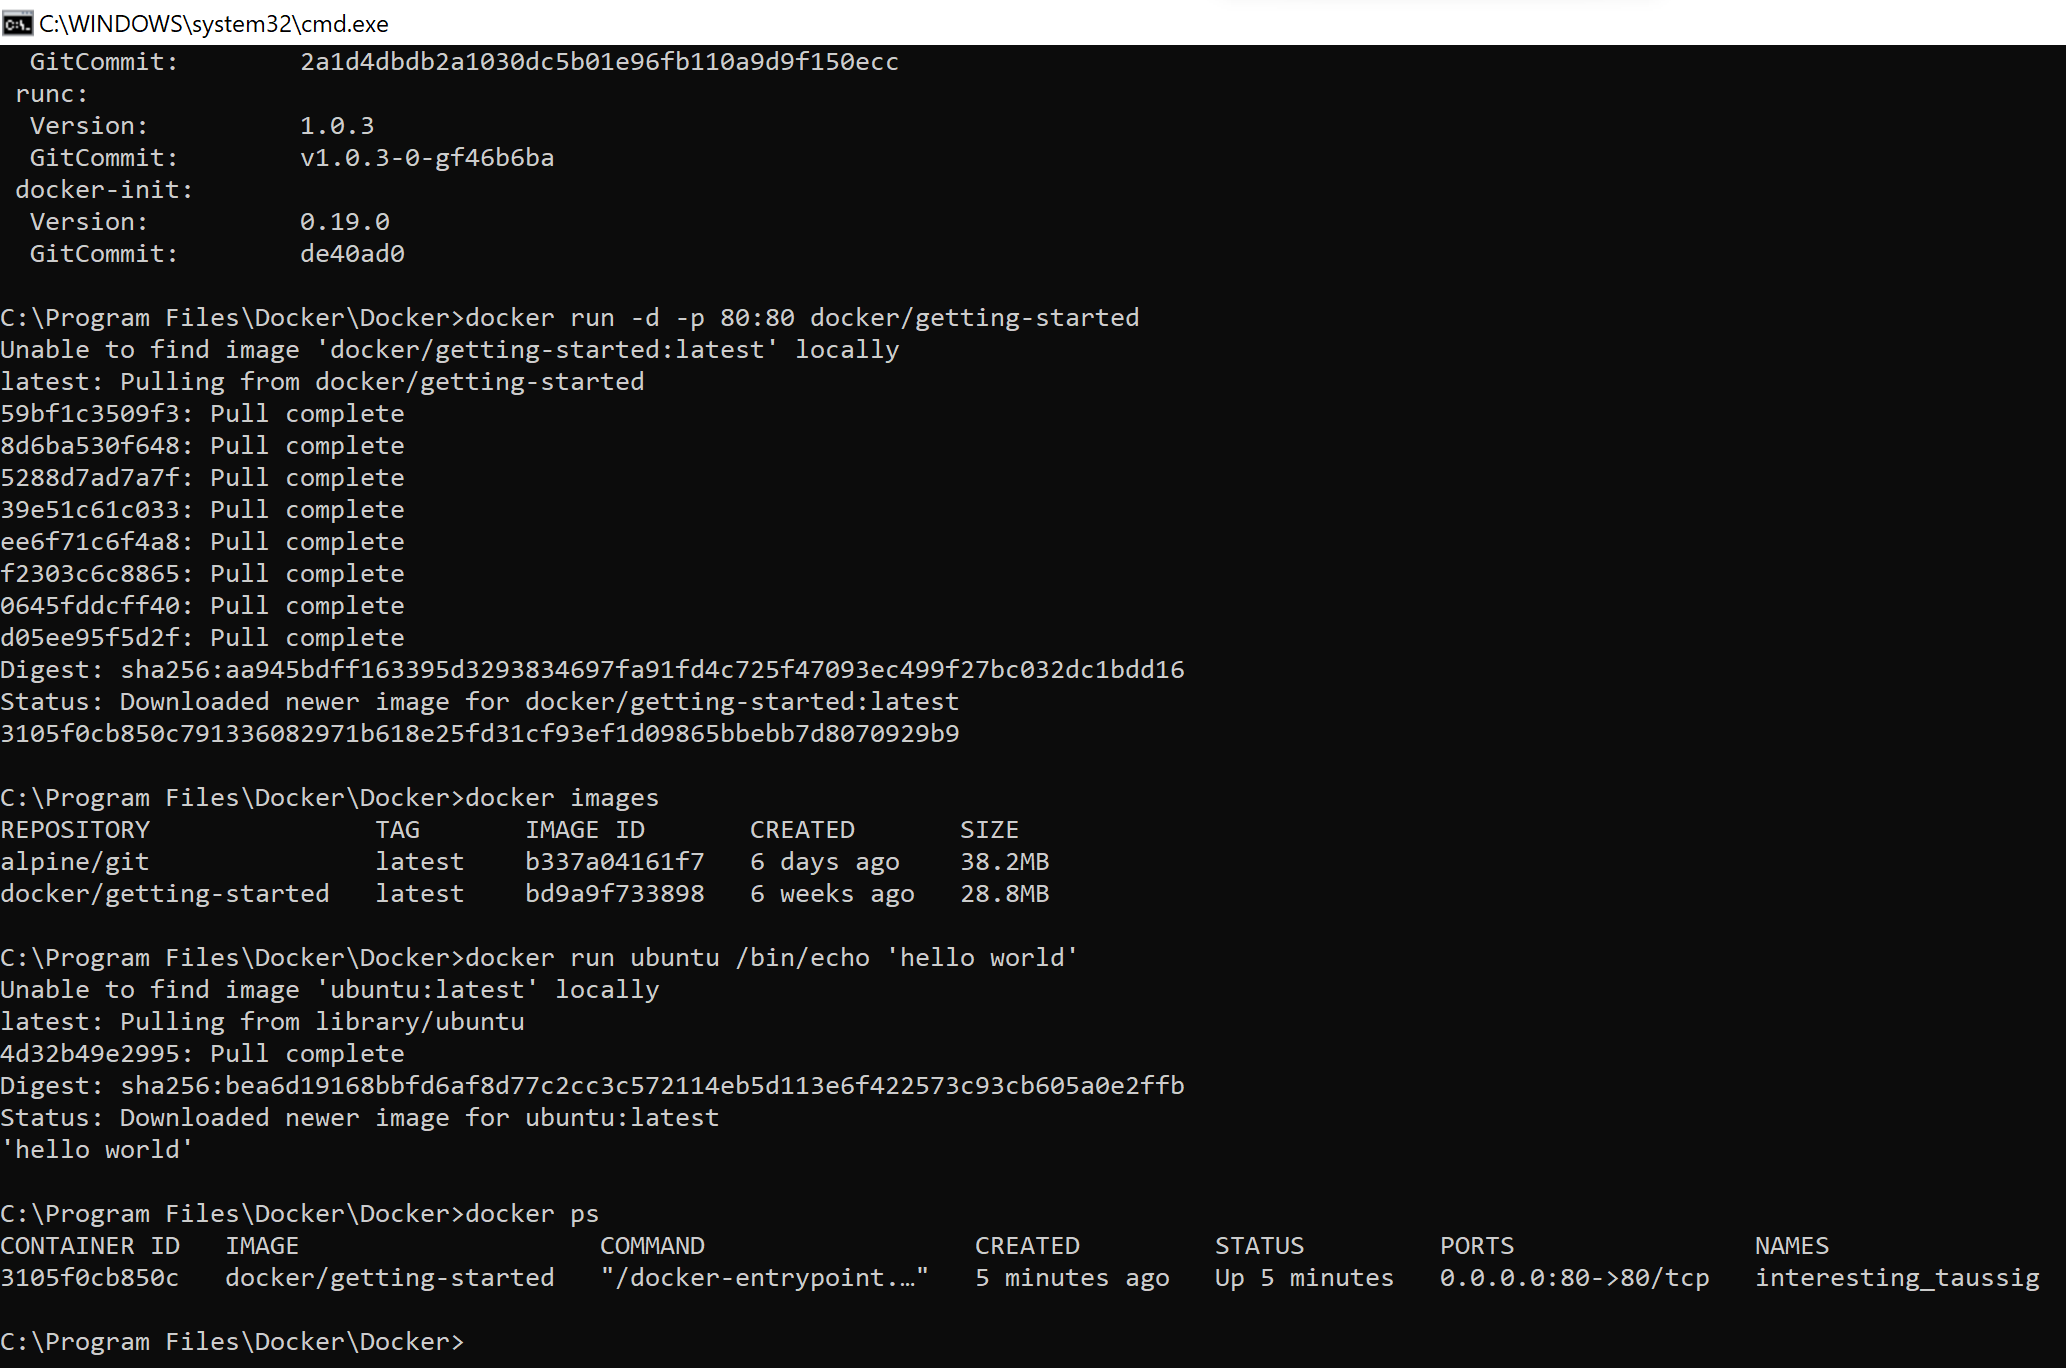 C:\WINDOWS\system32\cmd.exe
  GitCommit:        2a1d4dbdb2a1030dc5b01e96fb110a9d9f150ecc
 runc:
  Version:          1.0.3
  GitCommit:        v1.0.3-0-gf46b6ba
 docker-init:
  Version:          0.19.0
  GitCommit:        de40ad0
C:\Program Files\Docker\Docker>docker run -d -p 80:80 docker/getting-started
Unable to find image 'docker/getting-started:latest' locally
latest: Pulling from docker/getting-started
59bf1c3509f3: Pull complete
8d6ba530f648: Pull complete
5288d7ad7a7f: Pull complete
39e51c61c033: Pull complete
ee6f71c6f4a8: Pull complete
f2303c6c8865: Pull complete
0645fddcff40: Pull complete
d05ee95f5d2f: Pull complete
Digest: sha256:aa945bdff163395d3293834697fa91fd4c725f47093ec499f27bc032dc1bdd16
Status: Downloaded newer image for docker/getting-started:latest
3105f0cb850c791336082971b618e25fd31cf93ef1d09865bbebb7d8070929b9
C:\Program Files\Docker\Docker>docker images
REPOSITORY               TAG       IMAGE ID       CREATED       SIZE
alpine/git               latest    b337a04161f7   6 days ago    38.2MB
docker/getting-started   latest    bd9a9f733898   6 weeks ago   28.8MB
C:\Program Files\Docker\Docker>docker run ubuntu /bin/echo 'hello world'
Unable to find image 'ubuntu:latest' locally
latest: Pulling from library/ubuntu
4d32b49e2995: Pull complete
Digest: sha256:bea6d19168bbfd6af8d77c2cc3c572114eb5d113e6f422573c93cb605a0e2ffb
Status: Downloaded newer image for ubuntu:latest
'hello world'
C:\Program Files\Docker\Docker>docker ps
CONTAINER ID   IMAGE                    COMMAND                  CREATED         STATUS         PORTS                NAMES
3105f0cb850c   docker/getting-started   "/docker-entrypoint.…"   5 minutes ago   Up 5 minutes   0.0.0.0:80->80/tcp   interesting_taussig
C:\Program Files\Docker\Docker>